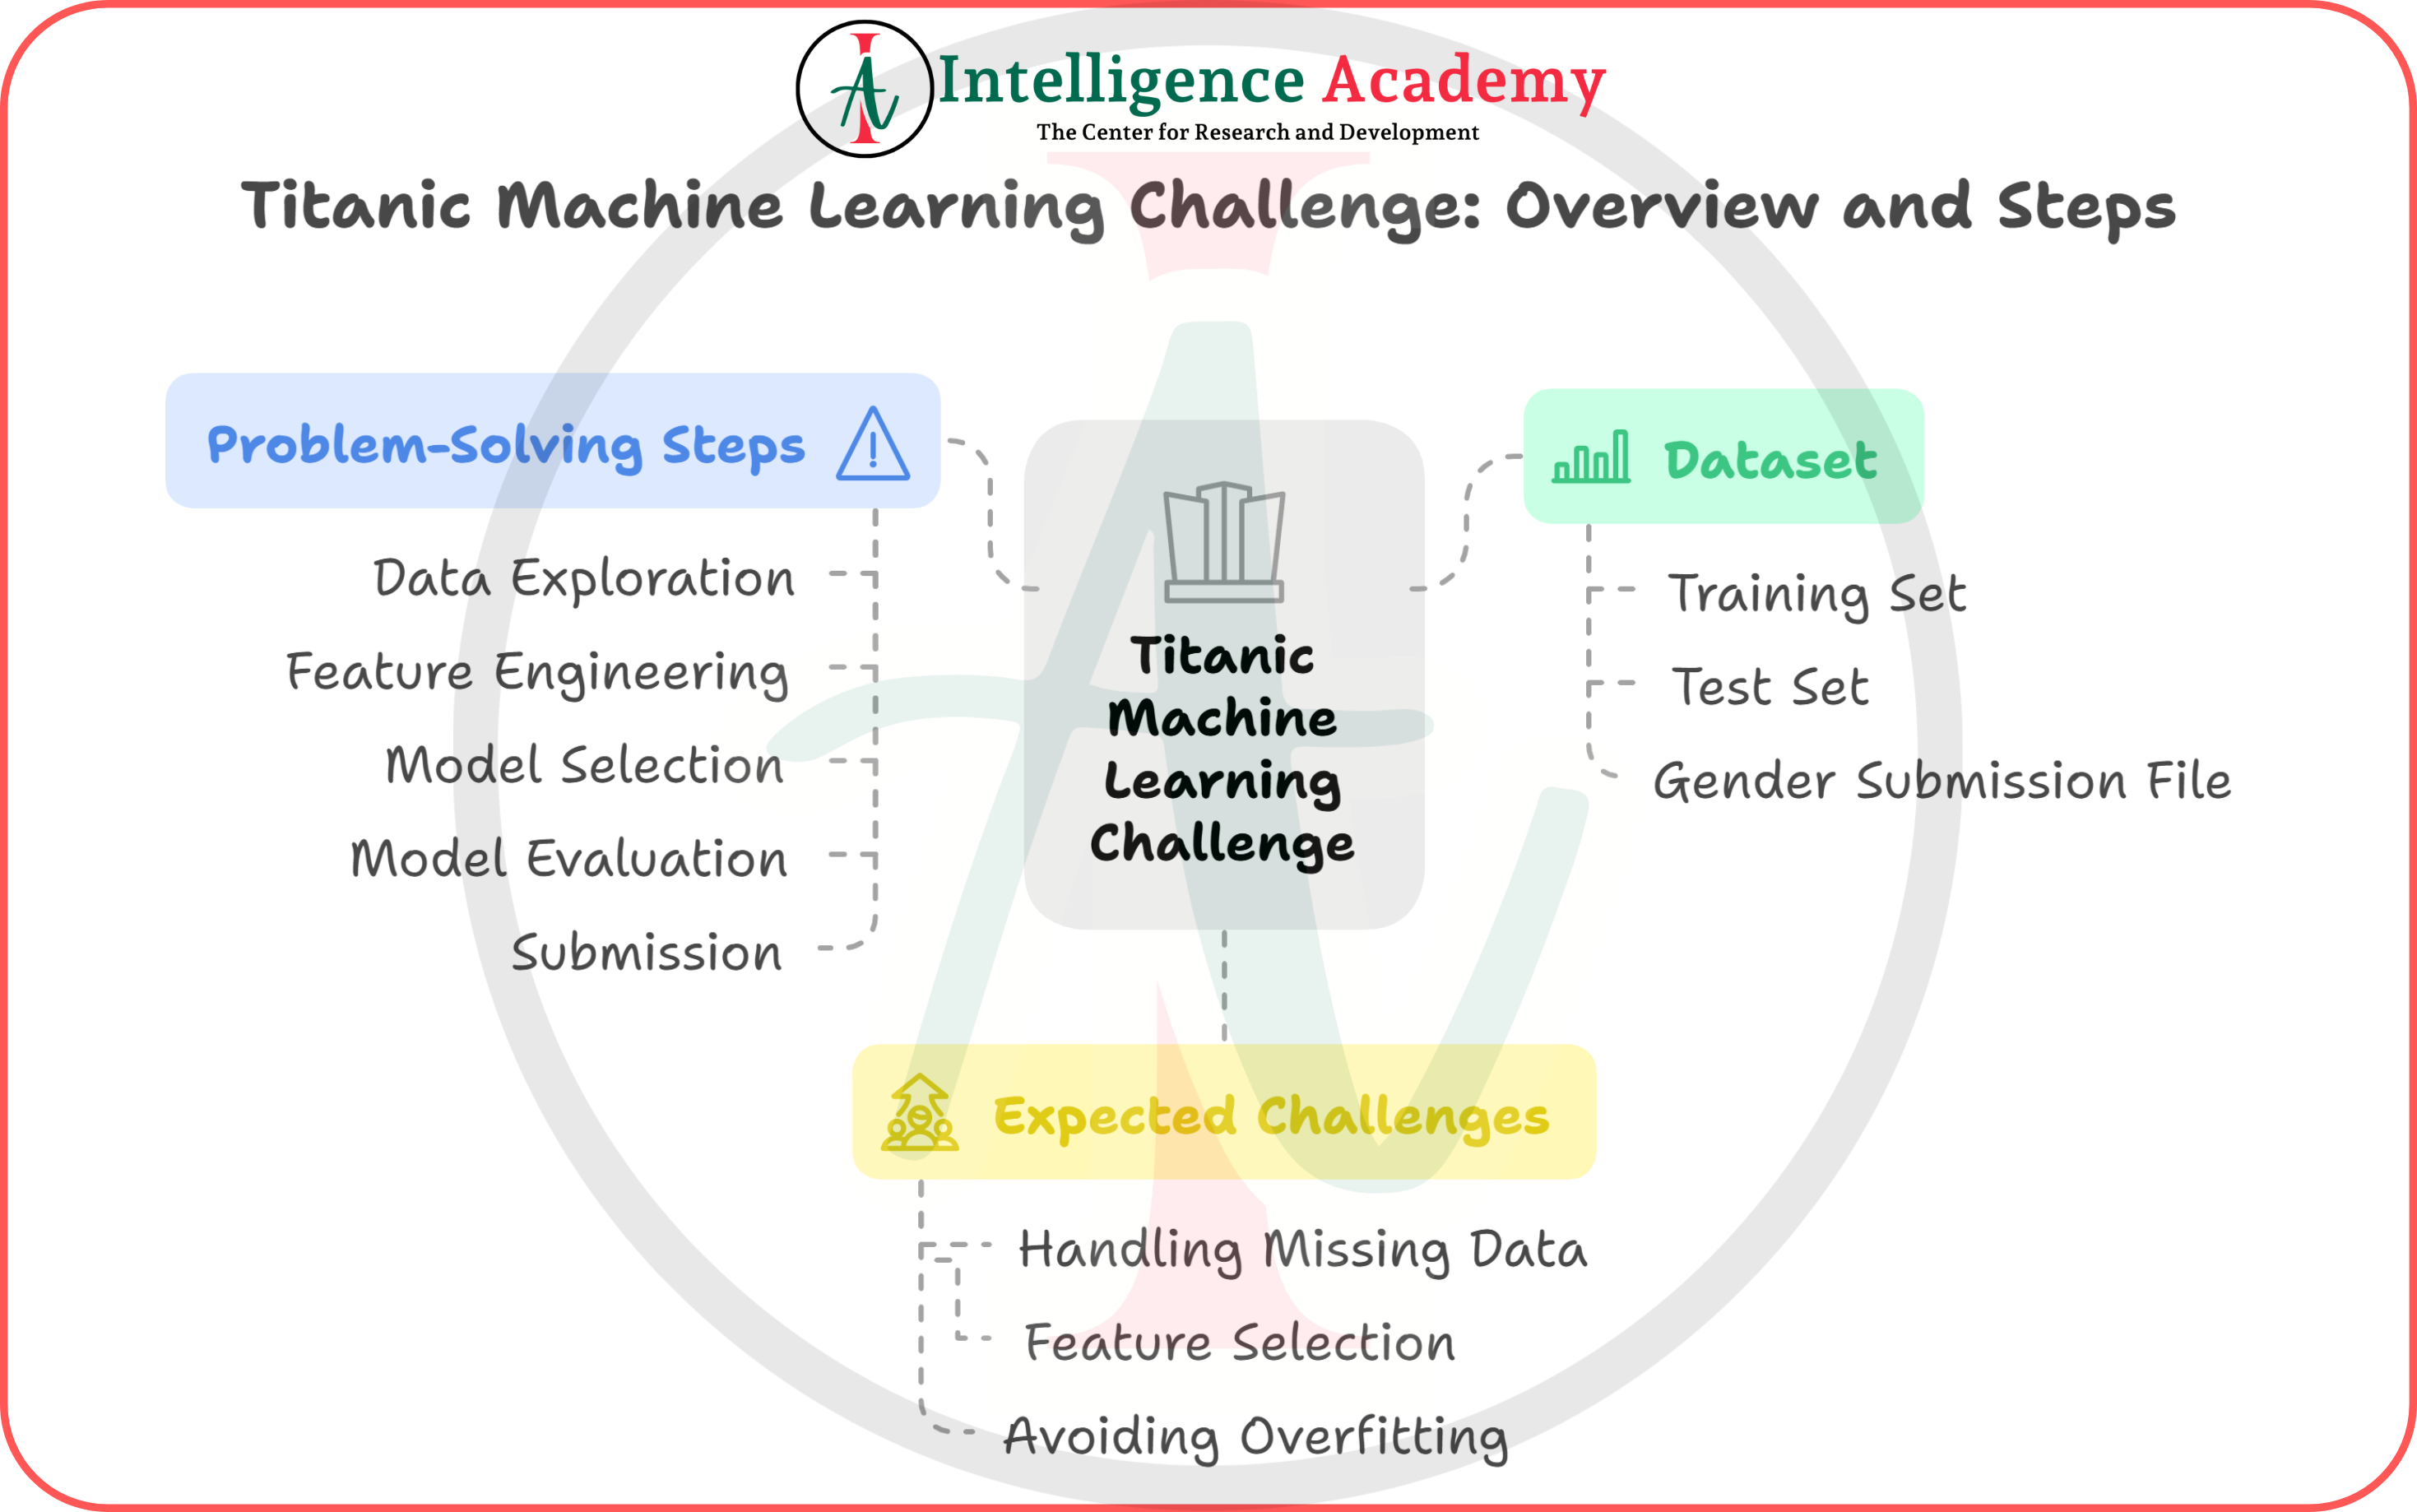 Intelligence Academy
The Center for Research and Development
Titanic Machine Learning Challenge: Overview and Steps
Problem-Solving Steps
Data Exploration
Feature Engineering
Model Selection
Model Evaluation
Submission
Titanic
Machine
Learning
Challenge
Dataset
Training Set
Test Set
Gender Submission File
Expected Challenges
Handling Missing Data
Feature Selection
Avoiding Overfitting